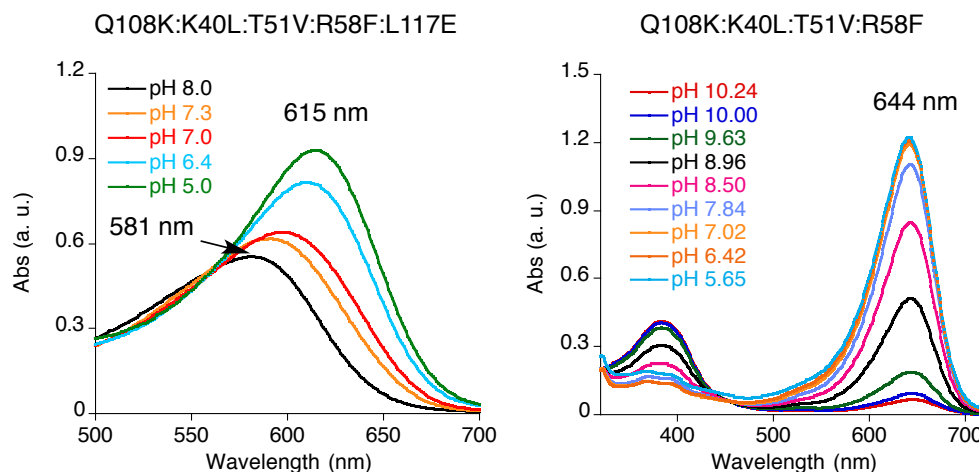 Q108K:K40L:T51V:R58F:L117E
1.2
0.9
0.6
0.3
0
Abs (a. u.)
pH 8.0
pH 7.3
pH 7.0
pH 6.4
pH 5.0
615 nm
581 nm
500
550
600
650
700
Wavelength (nm)
Q108K:K40L:T51V:R58F
1.5
1.2
0.9
0.6
0.3
0
Abs (a. u.)
pH 10.24
pH 10.00
pH 9.63
pH 8.96
pH 8.50
pH 7.84
pH 7.02
pH 6.42
pH 5.65
644 nm
400
500
600
700
Wavelength (nm)